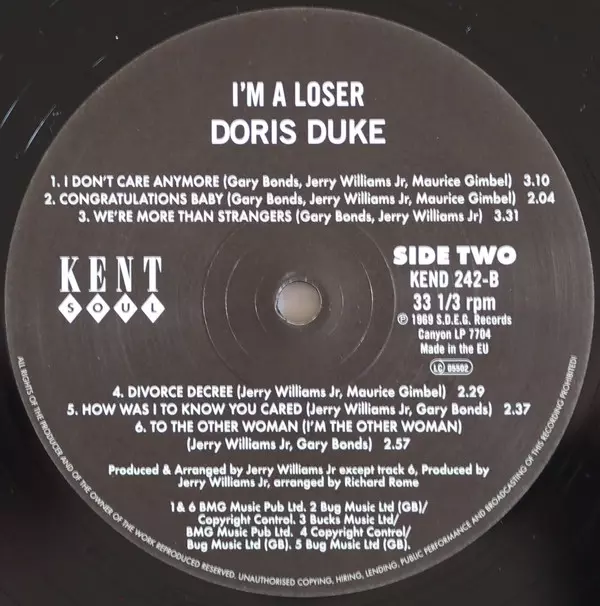 I'M A LOSER
DORIS DUKE
1. I DON'T CARE ANYMORE (Gary Bonds, Jerry Williams Jr, Maurice Gimbel) 3.10
2. CONGRATULATIONS BABY (Gary Bonds, Jerry Williams Jr, Maurice Gimbel) 2.04
3. WE'RE MORE THAN STRANGERS (Gary Bonds, Jerry Williams Jr) 3.31
KENT
SOUL
SIDE TWO
KEND 242-B
33 1/3 rpm
℗ 1969 S.D.E.G. Records
Canyon LP 7704
Made in the EU
LC 05502
4. DIVORCE DECREE (Jerry Williams Jr, Maurice Gimbel) 2.29
5. HOW WAS I TO KNOW YOU CARED (Jerry Williams Jr, Gary Bonds) 2.37
6. TO THE OTHER WOMAN (I'M THE OTHER WOMAN)
(Jerry Williams Jr, Gary Bonds) 2.57
Produced & Arranged by Jerry Williams Jr except track 6, Produced by
Jerry Williams Jr, arranged by Richard Rome
1 & 6 BMG Music Pub Ltd. 2 Bug Music Ltd (GB)/
Copyright Control. 3 Bucks Music Ltd/
BMG Music Pub Ltd. 4 Copyright Control/
Bug Music Ltd (GB). 5 Bug Music Ltd (GB).
ALL RIGHTS OF THE PRODUCER AND OF THE OWNER OF THE WORK REPRODUCED RESERVED. UNAUTHORISED COPYING, HIRING, LENDING, PUBLIC PERFORMANCE AND BROADCASTING OF THIS RECORDING PROHIBITED!